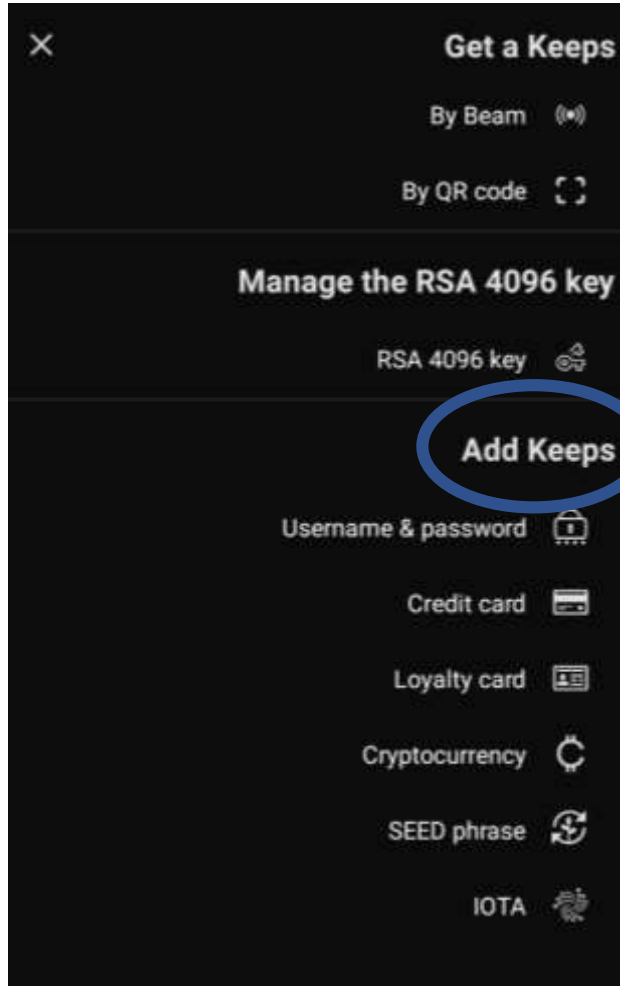 Get a Keeps
By Beam
By QR code
Manage the RSA 4096 key
RSA 4096 key
Add Keeps
Username & password
Credit card
Loyalty card
Cryptocurrency
SEED phrase
IOTA